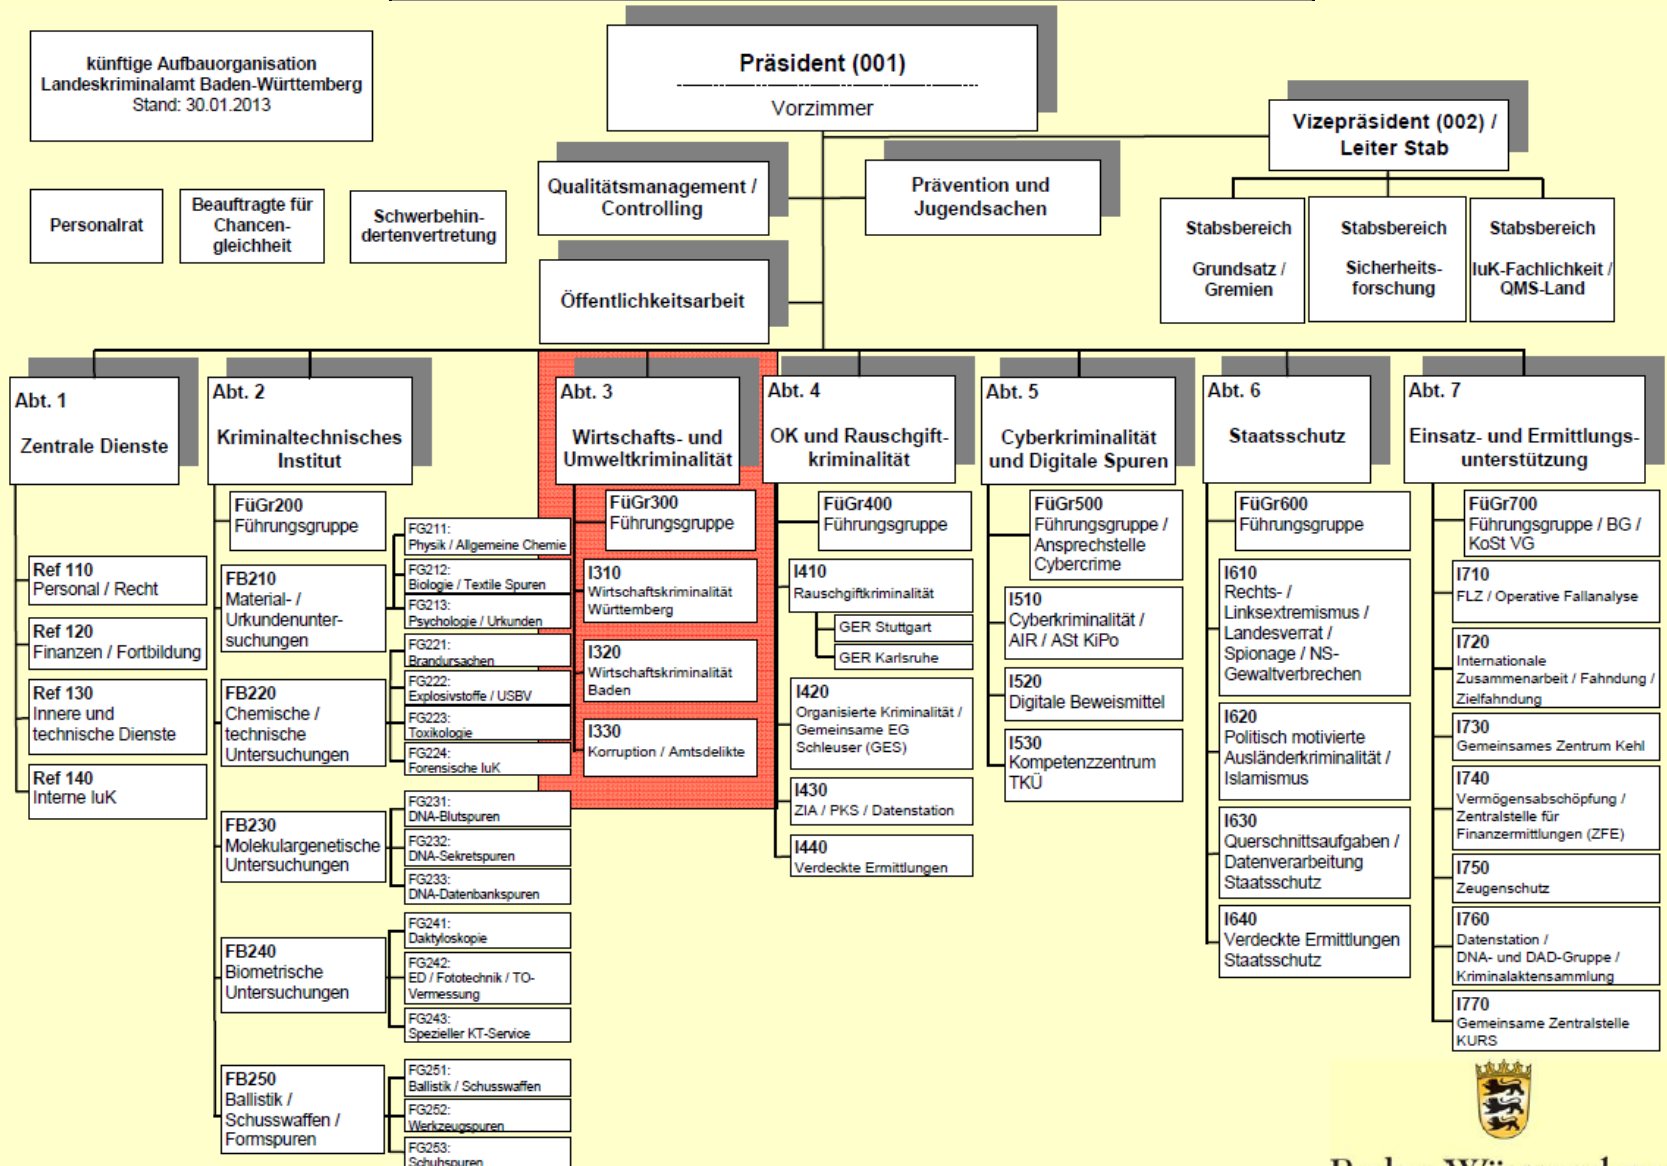 künftige Aufbauorganisation
Landeskriminalamt Baden-Württemberg
Stand: 30.01.2013
Präsident (001)
Vorzimmer
Vizepräsident (002) /
Leiter Stab
Personalrat
Beauftragte für
Chancen-
gleichheit
Schwerbehin-
dertenvertretung
Qualitätsmanagement /
Controlling
Prävention und
Jugendsachen
Öffentlichkeitsarbeit
Stabsbereich
Grundsatz /
Gremien
Stabsbereich
Sicherheits-
forschung
Stabsbereich
IuK-Fachlichkeit /
QMS-Land
Abt. 1
Zentrale Dienste
Ref 110
Personal / Recht
Ref 120
Finanzen / Fortbildung
Ref 130
Innere und
technische Dienste
Ref 140
Interne IuK
Abt. 2
Kriminaltechnisches
Institut
FüGr200
Führungsgruppe
FB210
Material- /
Urkundenunter-
suchungen
FG211:
Physik / Allgemeine Chemie
FG212:
Biologie / Textile Spuren
FG213:
Psychologie / Urkunden
FB220
Chemische /
technische
Untersuchungen
FG221:
Brandursachen
FG222:
Explosivstoffe / USBV
FG223:
Toxikologie
FG224:
Forensische IuK
FB230
Molekulargenetische
Untersuchungen
FG231:
DNA-Blutspuren
FG232:
DNA-Sekretspuren
FG233:
DNA-Datenbankspuren
FB240
Biometrische
Untersuchungen
FG241:
Daktyloskopie
FG242:
ED / Fototechnik / TO-
Vermessung
FG243:
Spezieller KT-Service
FB250
Ballistik /
Schusswaffen /
Formspuren
FG251:
Ballistik / Schusswaffen
FG252:
Werkzeugspuren
FG253:
Schuhspuren
Abt. 3
Wirtschafts- und
Umweltkriminalität
FüGr300
Führungsgruppe
I310
Wirtschaftskriminalität
Württemberg
I320
Wirtschaftskriminalität
Baden
I330
Korruption / Amtsdelikte
Abt. 4
OK und Rauschgift-
kriminalität
FüGr400
Führungsgruppe
I410
Rauschgiftkriminalität
GER Stuttgart
GER Karlsruhe
I420
Organisierte Kriminalität /
Gemeinsame EG
Schleuser (GES)
I430
ZIA / PKS / Datenstation
I440
Verdeckte Ermittlungen
Abt. 5
Cyberkriminalität
und Digitale Spuren
FüGr500
Führungsgruppe /
Ansprechstelle
Cybercrime
I510
Cyberkriminalität /
AIR / ASt KiPo
I520
Digitale Beweismittel
I530
Kompetenzzentrum
TKÜ
Abt. 6
Staatsschutz
FüGr600
Führungsgruppe
I610
Rechts- /
Linksextremismus /
Landesverrat /
Spionage / NS-
Gewaltverbrechen
I620
Politisch motivierte
Ausländerkriminalität /
Islamismus
I630
Querschnittsaufgaben /
Datenverarbeitung
Staatsschutz
I640
Verdeckte Ermittlungen
Staatsschutz
Abt. 7
Einsatz- und Ermittlungs-
unterstützung
FüGr700
Führungsgruppe / BG /
KoSt VG
I710
FLZ / Operative Fallanalyse
I720
Internationale
Zusammenarbeit / Fahndung /
Zielfahndung
I730
Gemeinsames Zentrum Kehl
I740
Vermögensabschöpfung /
Zentralstelle für
Finanzermittlungen (ZFE)
I750
Zeugenschutz
I760
Datenstation /
DNA- und DAD-Gruppe /
Kriminalaktensammlung
I770
Gemeinsame Zentralstelle
KURS